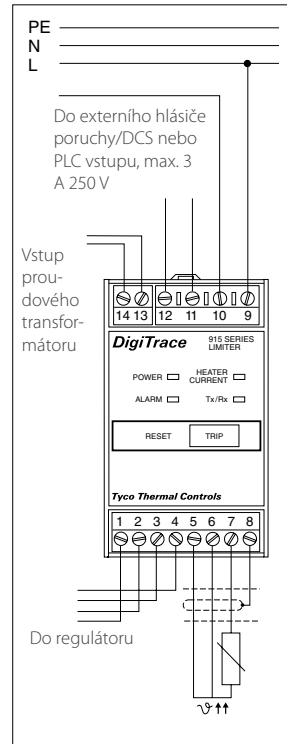 PE
N
L
Do externího hlásiče
poruchy/DCS nebo
PLC vstupu, max. 3
A 250 V
Vstup
prou-
dového
transfor-
mátoru
14 13 12 11 10 9
DigiTrace
915 SERIES
LIMITER
POWER
HEATER
CURRENT
ALARM
Tx/Rx
RESET
TRIP
Tyco Thermal Controls
1 2 3 4 5 6 7 8
Do regulátoru
ϑ ↑↑